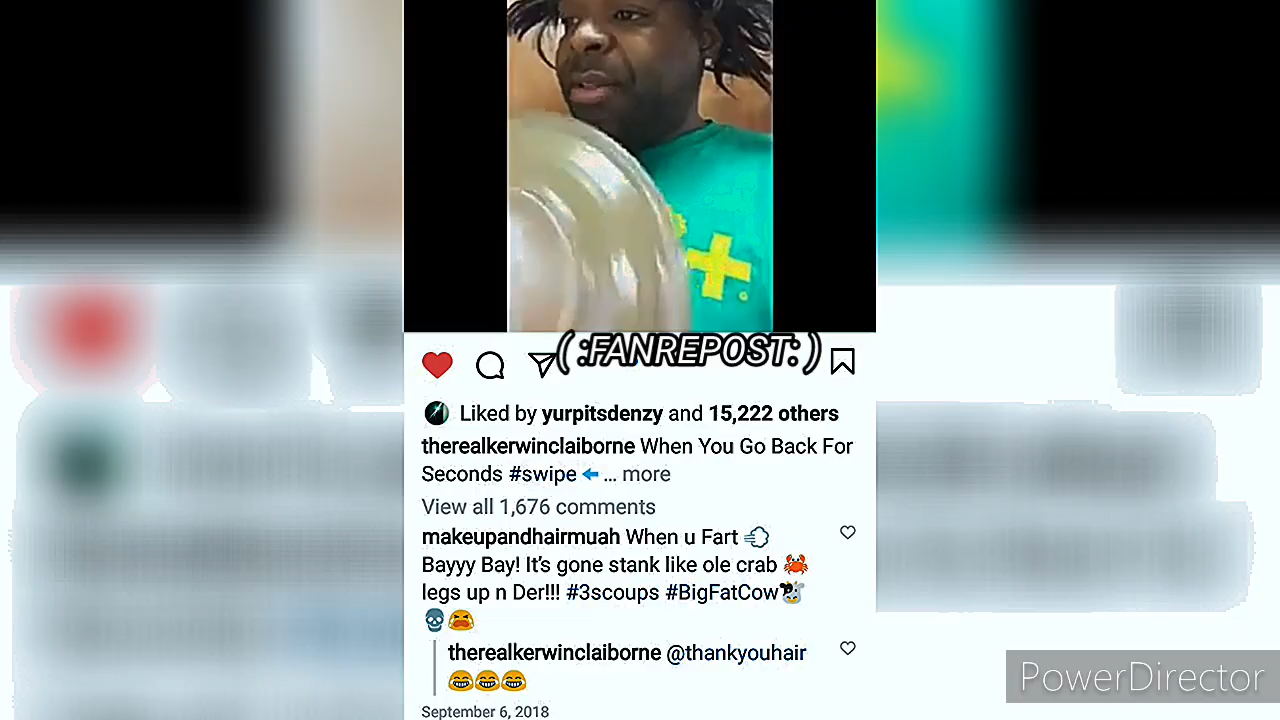 (:FANREPOST:)
Liked by yurpitsdenzy and 15,222 others
therealkerwinclaiborne When You Go Back For
Seconds #swipe ⬅ ... more
View all 1,676 comments
makeupandhairmuah When u Fart 💨
Bayyy Bay! It's gone stank like ole crab 🦀
legs up n Der!!! #3scoups #BigFatCow🐮
💀😫
therealkerwinclaiborne @thankyouhair
😂😂😂
September 6, 2018
PowerDirector